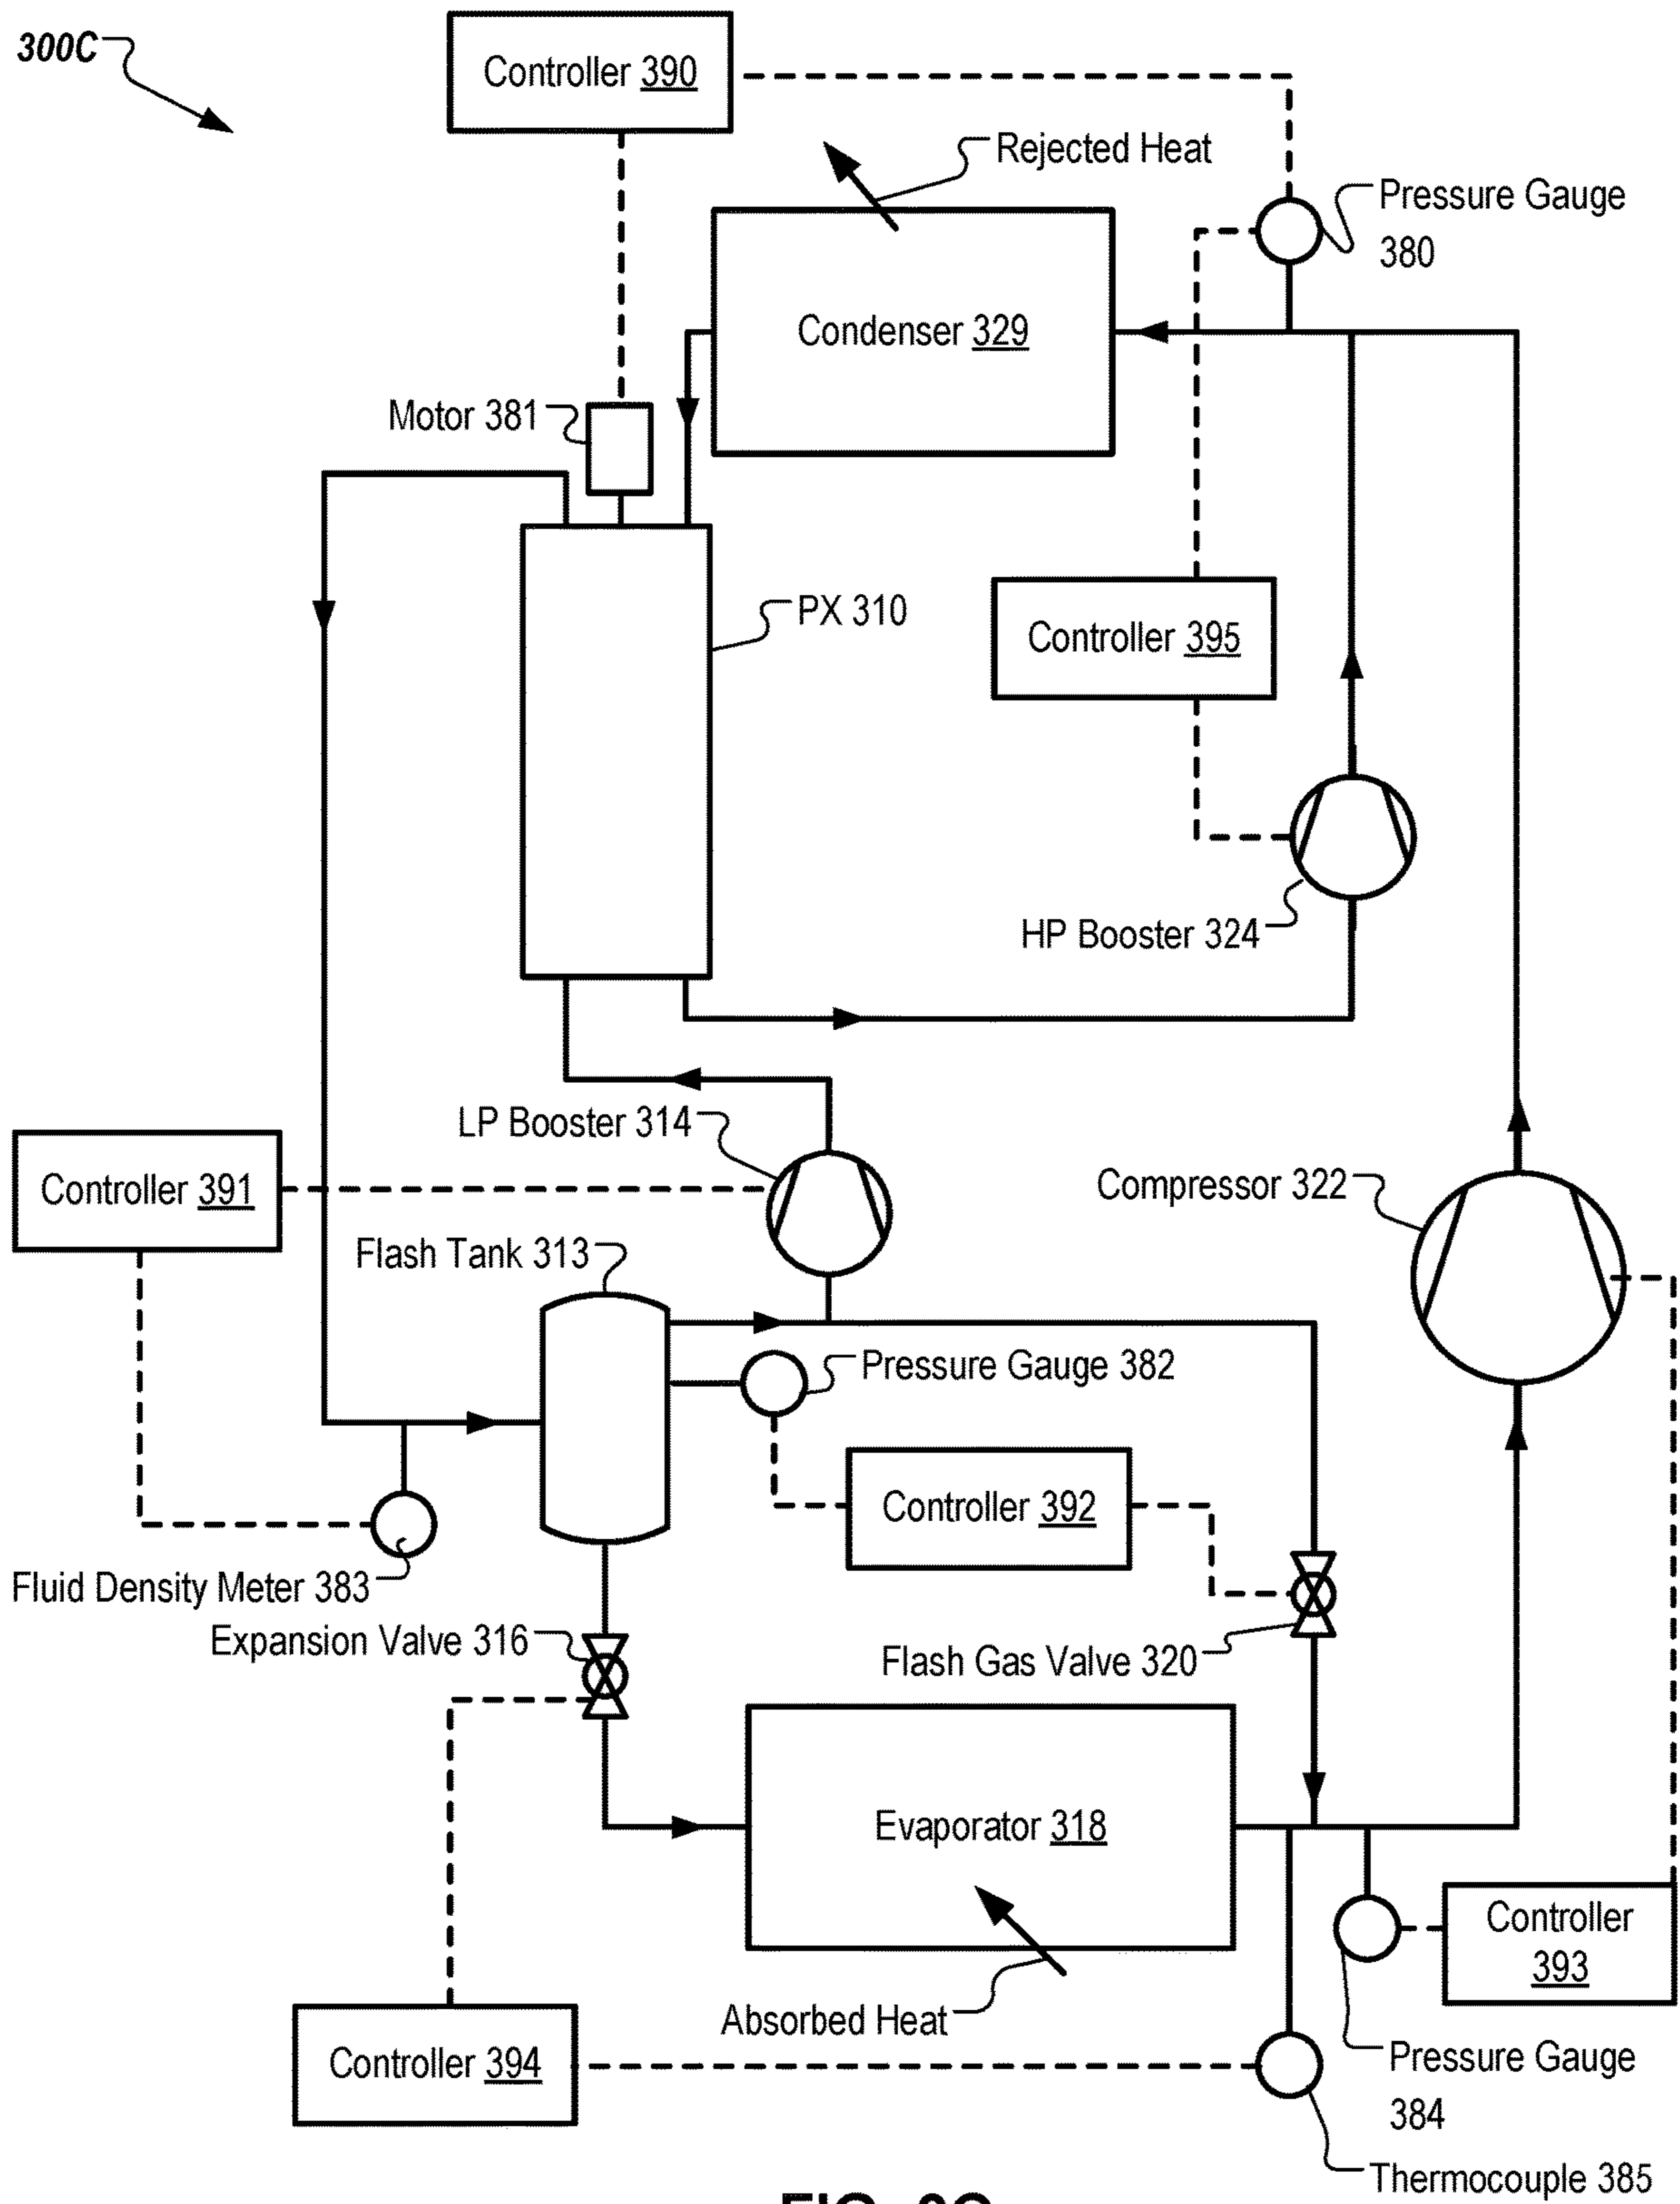 300C
Controller 390
Rejected Heat
Pressure Gauge
380
Condenser 329
Motor 381
PX 310
Controller 395
HP Booster 324
LP Booster 314
Controller 391
Compressor 322
Flash Tank 313
Pressure Gauge 382
Controller 392
Fluid Density Meter 383
Expansion Valve 316
Flash Gas Valve 320
Evaporator 318
Controller
393
Absorbed Heat
Controller 394
Pressure Gauge
384
Thermocouple 385